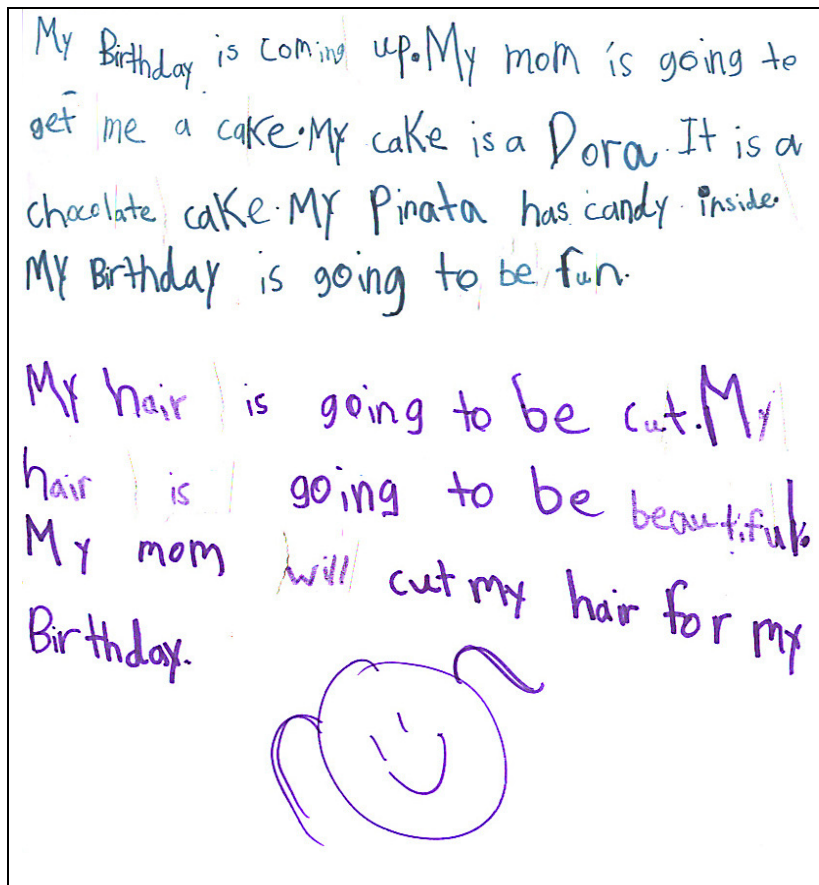 My Birthday is coming up. My mom is going to
get me a cake. My cake is a Dora. It is a
chocolate cake. My Pinata has candy inside.
My Birthday is going to be fun.
My hair is going to be cut. My
hair is going to be beautiful.
My mom will cut my hair for my
Birthday.